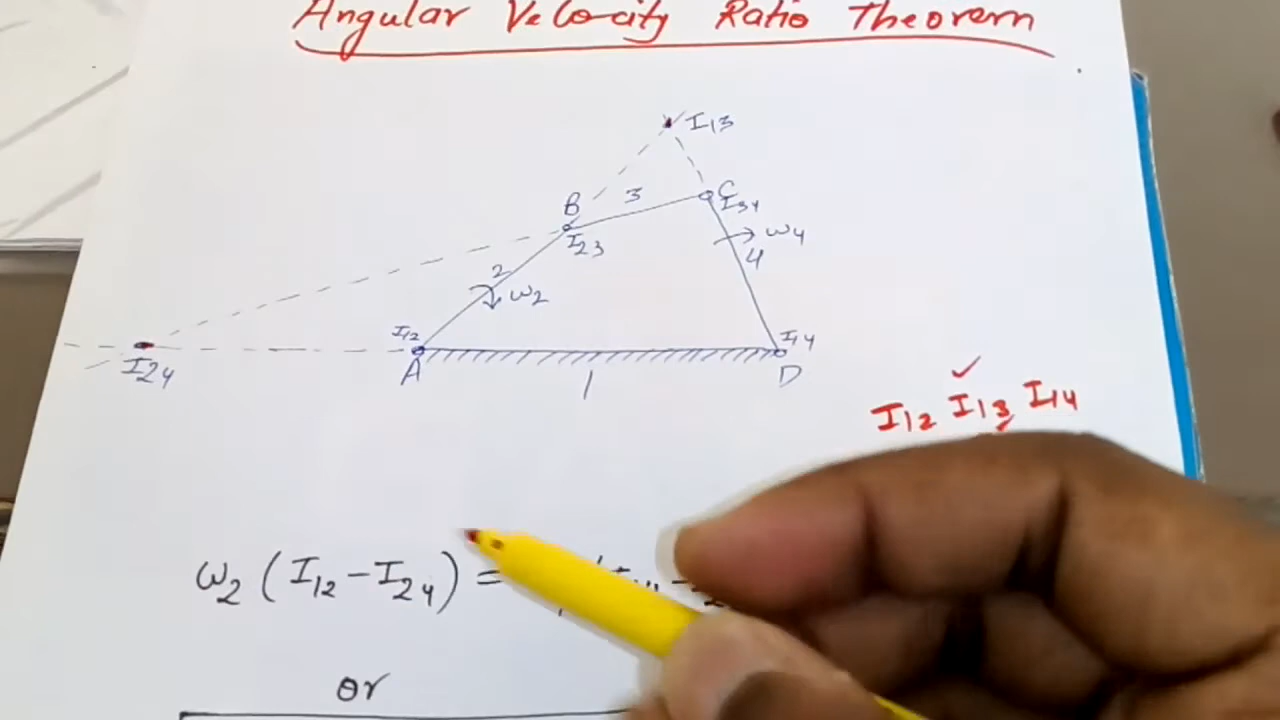 Angular Velocity Ratio Theorem
I13
B
3
C
I34
I23
ω4
2
4
ω2
I12
I14
I24
A
1
D
I12 I13 I14
ω2 (I12 - I24) =
or